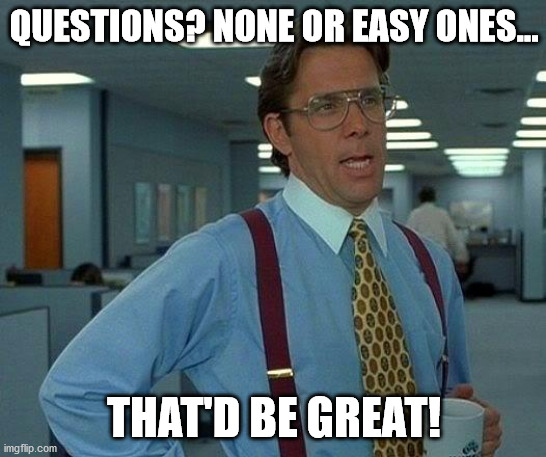 QUESTIONS? NONE OR EASY ONES...
THAT'D BE GREAT!
imgflip.com